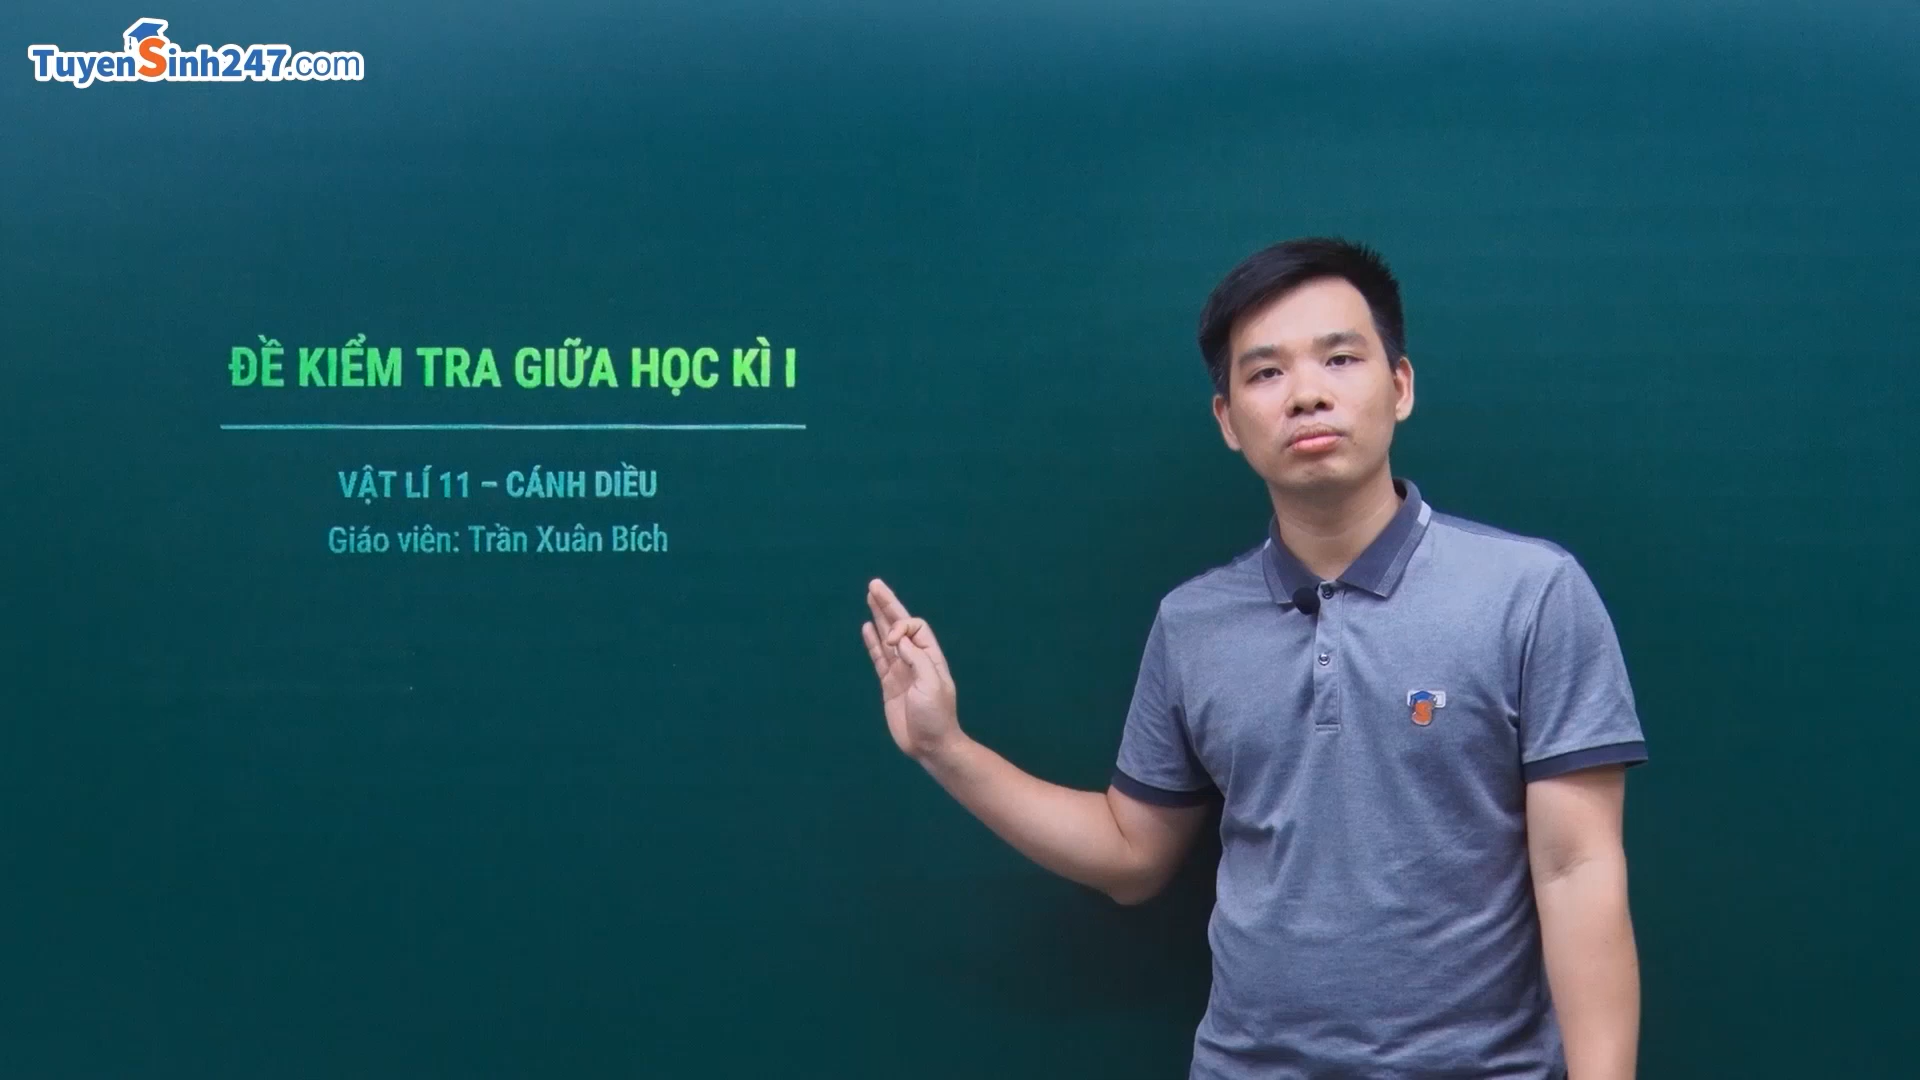 TuyenSinh247.com
ĐỀ KIỂM TRA GIỮA HỌC KÌ I
VẬT LÍ 11 – CÁNH DIỀU
Giáo viên: Trần Xuân Bích